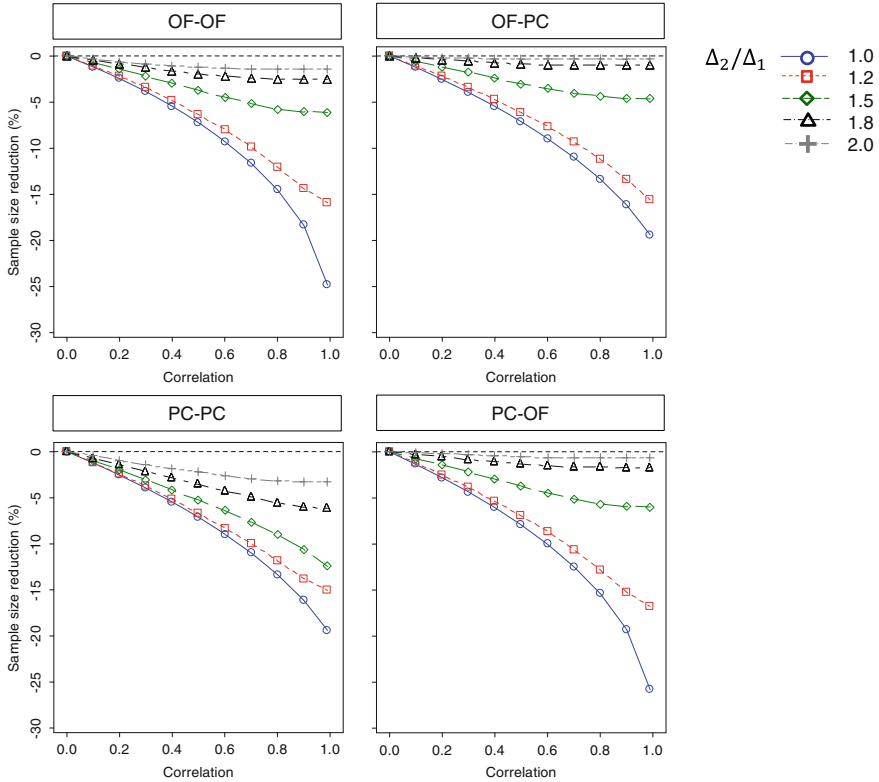 OF-OF
OF-PC
Δ₂/Δ₁
1.0
1.2
1.5
1.8
2.0
Sample size reduction (%)
0
-5
-10
-15
-20
-25
-30
0.0 0.2 0.4 0.6 0.8 1.0
Correlation
0.0 0.2 0.4 0.6 0.8 1.0
Correlation
PC-PC
PC-OF
Sample size reduction (%)
0
-5
-10
-15
-20
-25
-30
0.0 0.2 0.4 0.6 0.8 1.0
Correlation
0.0 0.2 0.4 0.6 0.8 1.0
Correlation